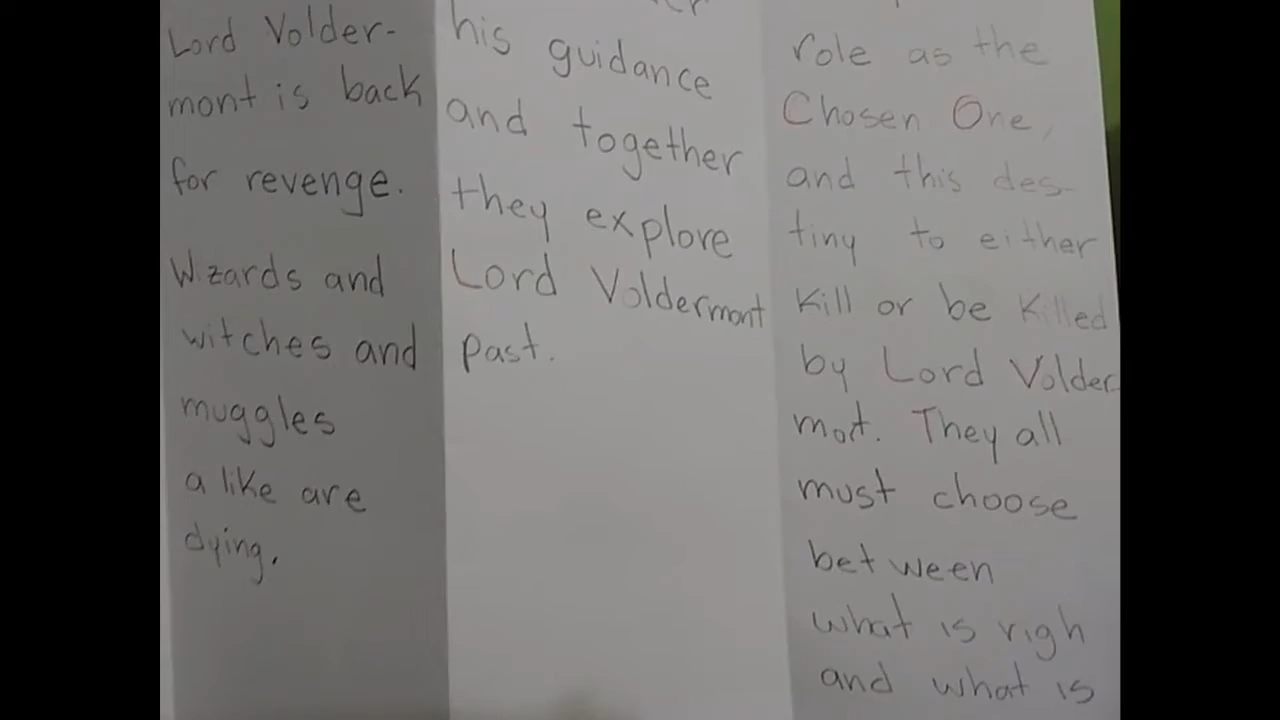 Lord Volder-
mont is back
for revenge.
Wizards and
witches and
muggles
alike are
dying.
his guidance
and together
they explore
Lord Voldermont
past.
role as the
Chosen One,
and this des-
tiny to either
kill or be killed
by Lord Volder
mort. They all
must choose
between
what is righ
and what is